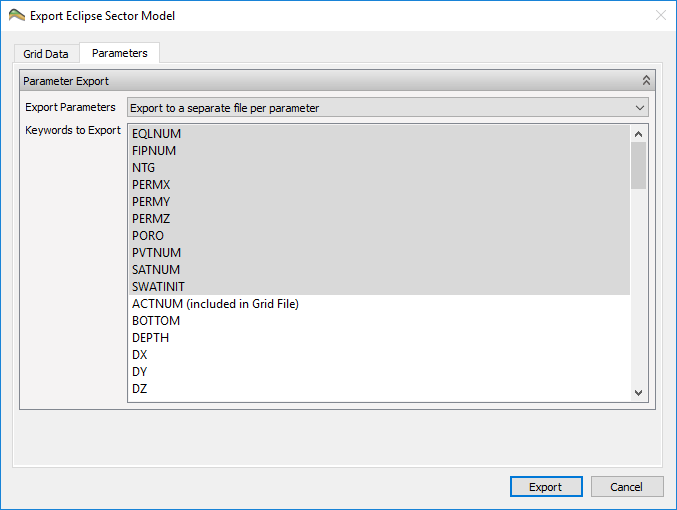 Export Eclipse Sector Model
Grid Data Parameters
Parameter Export
Export Parameters Export to a separate file per parameter
Keywords to Export EQLNUM
FIPNUM
NTG
PERMX
PERMY
PERMZ
PORO
PVTNUM
SATNUM
SWATINIT
ACTNUM (included in Grid File)
BOTTOM
DEPTH
DX
DY
DZ
Export Cancel